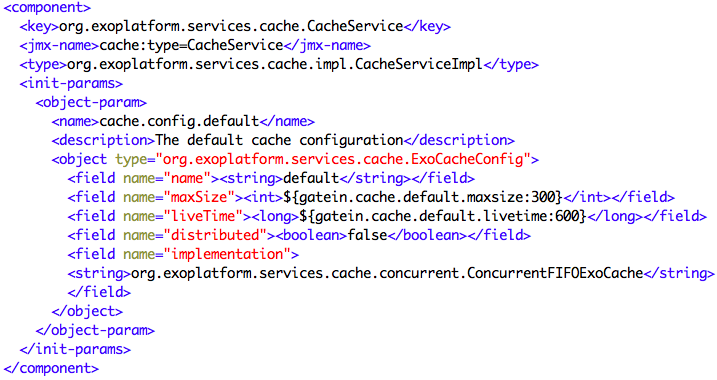 <component>
  <key>org.exoplatform.services.cache.CacheService</key>
  <jmx-name>cache:type=CacheService</jmx-name>
  <type>org.exoplatform.services.cache.impl.CacheServiceImpl</type>
  <init-params>
    <object-param>
      <name>cache.config.default</name>
      <description>The default cache configuration</description>
      <object type="org.exoplatform.services.cache.ExoCacheConfig">
        <field name="name"><string>default</string></field>
        <field name="maxSize"><int>${gatein.cache.default.maxsize:300}</int></field>
        <field name="liveTime"><long>${gatein.cache.default.livetime:600}</long></field>
        <field name="distributed"><boolean>false</boolean></field>
        <field name="implementation">
        <string>org.exoplatform.services.cache.concurrent.ConcurrentFIFOExoCache</string>
        </field>
      </object>
    </object-param>
  </init-params>
</component>